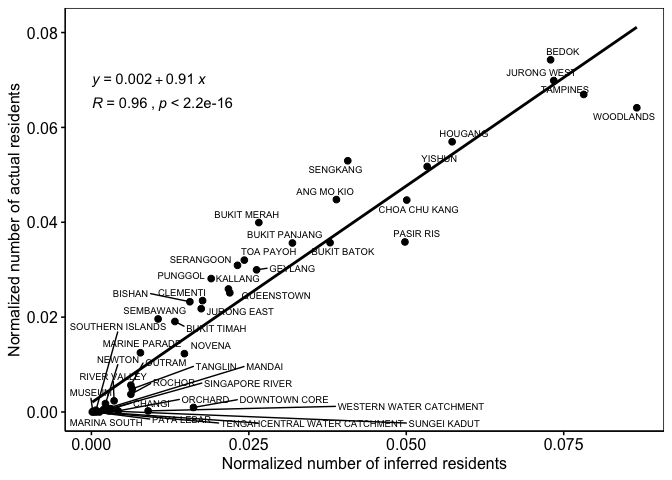 0.08
BEDOK
JURONG WEST
y = 0.002 + 0.91 x
TAMPINES
R = 0.96 , p < 2.2e-16
WOODLANDS
0.06
HOUGANG
YISHUN
SENGKANG
ANG MO KIO
CHOA CHU KANG
0.04
BUKIT MERAH
BUKIT PANJANG
PASIR RIS
TOA PAYOH
BUKIT BATOK
SERANGOON
GEYLANG
PUNGGOL
KALLANG
BISHAN
CLEMENTI
QUEENSTOWN
SEMBAWANG
JURONG EAST
0.02
SOUTHERN ISLANDS
BUKIT TIMAH
MARINE PARADE
NOVENA
NEWTON
OUTRAM
TANGLIN
MANDAI
RIVER VALLEY
ROCHOR
SINGAPORE RIVER
MUSEUM
CHANGI
ORCHARD
DOWNTOWN CORE
WESTERN WATER CATCHMENT
0.00
MARINA SOUTH
PAYA LEBAR
TENGAH
CENTRAL WATER CATCHMENT
SUNGEI KADUT
0.000
0.025
0.050
0.075
Normalized number of inferred residents
Normalized number of actual residents